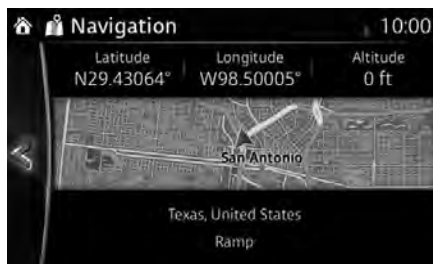 Navigation 10:00
Latitude Longitude Altitude
N29.43064° W98.50005° 0 ft
San Antonio
Texas, United States
Ramp